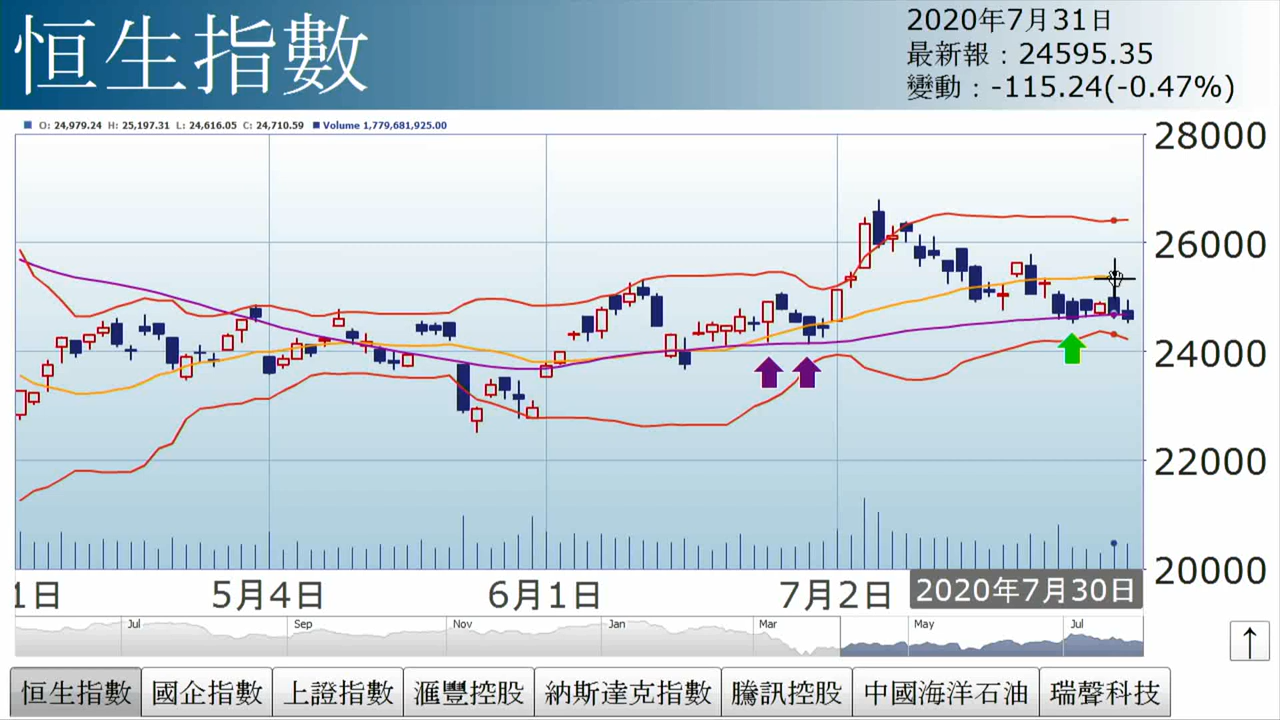 恒生指數
2020年7月31日
最新報：24595.35
變動：-115.24(-0.47%)
O: 24,979.24 H: 25,197.31 L: 24,616.05 C: 24,710.59 Volume 1,779,681,925.00
28000
26000
24000
22000
20000
1日 5月4日 6月1日 7月2日 2020年7月30日
Jul Sep Nov Jan Mar May Jul
↑
恒生指數 國企指數 上證指數 滙豐控股 納斯達克指數 騰訊控股 中國海洋石油 瑞聲科技